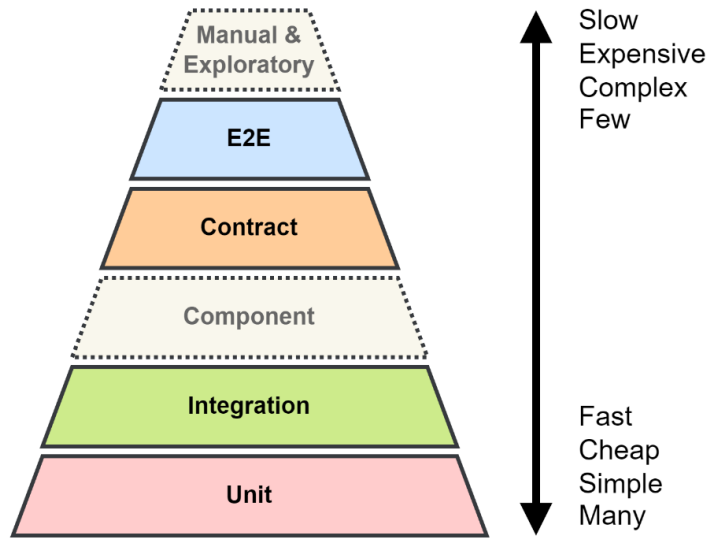 Manual &
Exploratory
E2E
Contract
Component
Integration
Unit
Slow
Expensive
Complex
Few
Fast
Cheap
Simple
Many